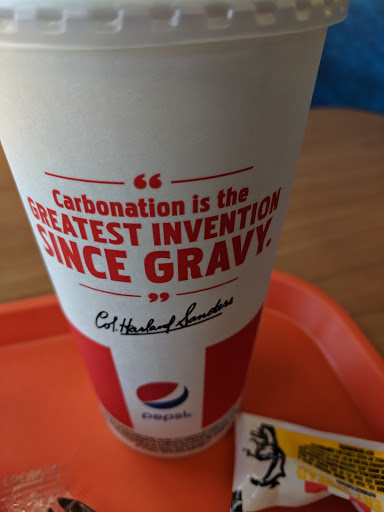 “
Carbonation is the
GREATEST INVENTION
SINCE GRAVY.
”
Col. Harland Sanders
pepsi